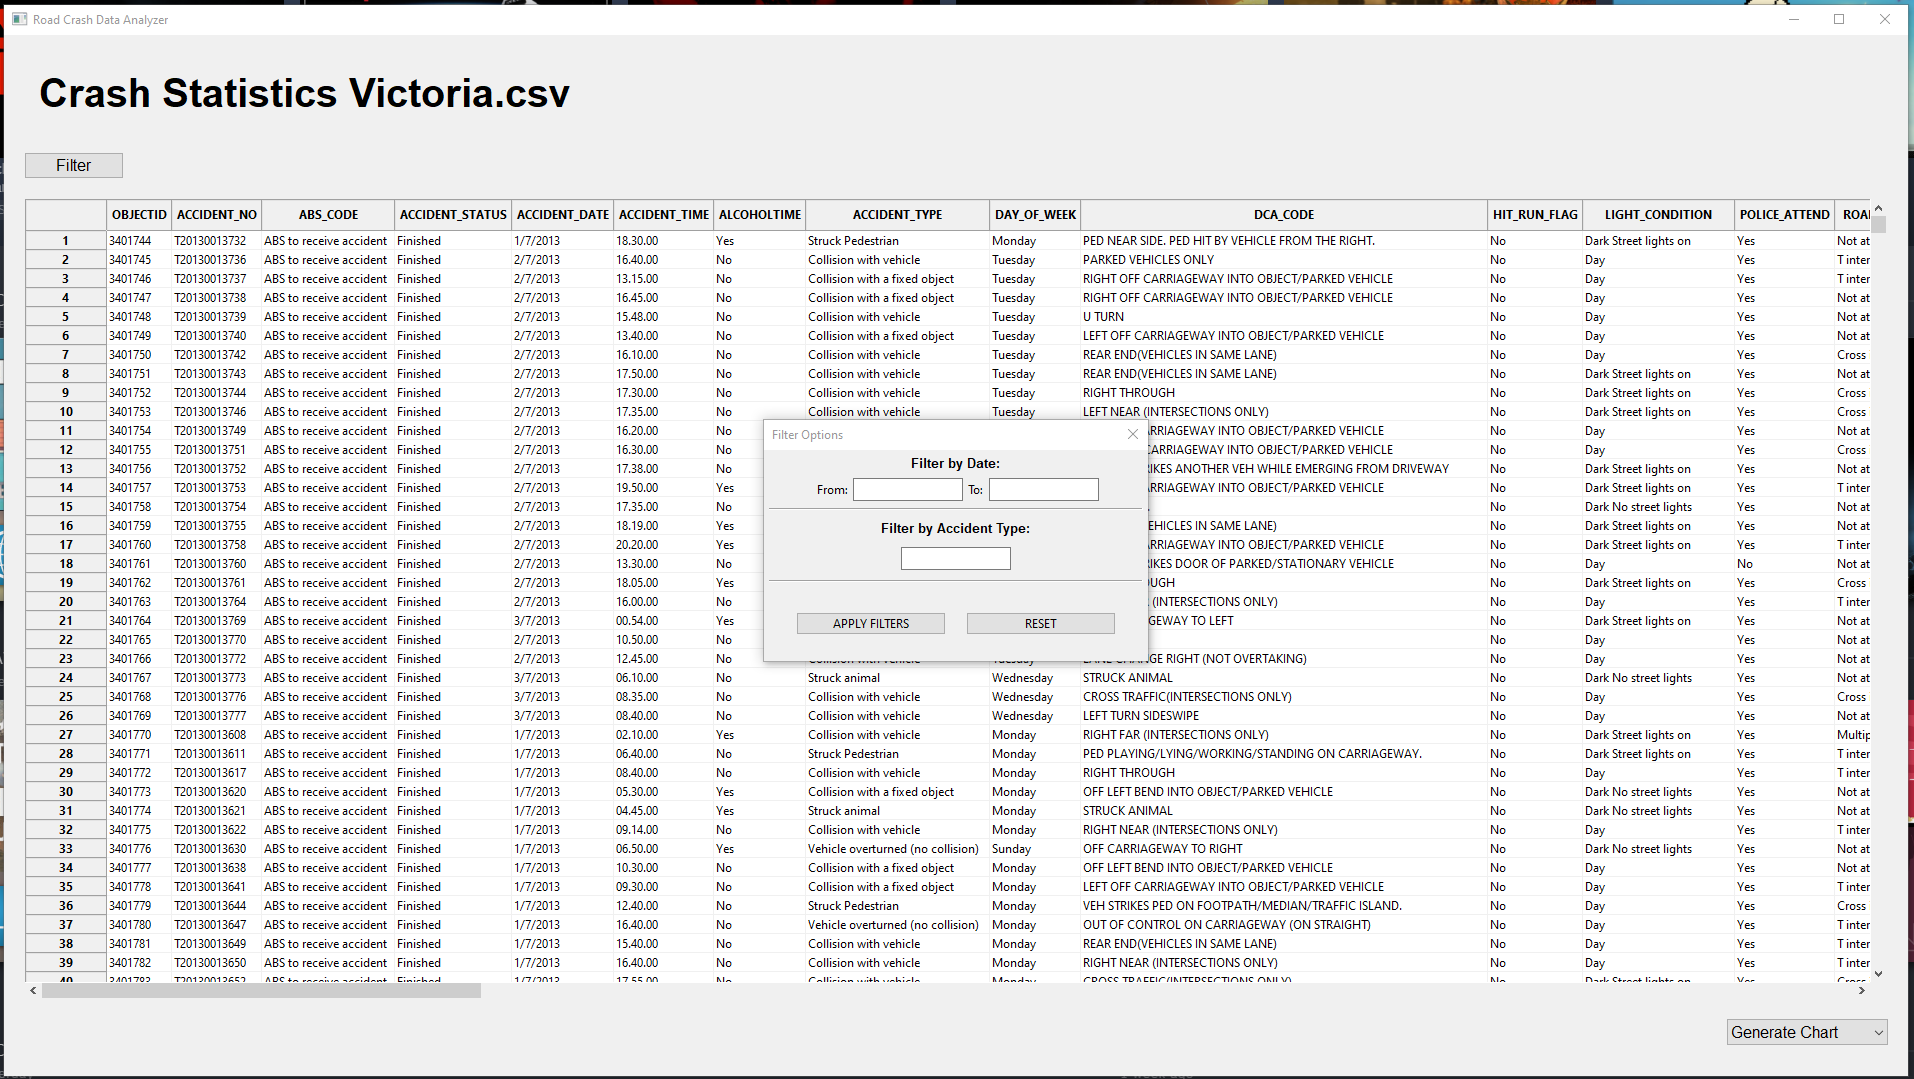 Road Crash Data Analyzer
Crash Statistics Victoria.csv
Filter
OBJECTID ACCIDENT_NO ABS_CODE ACCIDENT_STATUS ACCIDENT_DATE ACCIDENT_TIME ALCOHOLTIME ACCIDENT_TYPE DAY_OF_WEEK DCA_CODE HIT_RUN_FLAG LIGHT_CONDITION POLICE_ATTEND ROA
1 3401744 T20130013732 ABS to receive accident Finished 1/7/2013 18.30.00 Yes Struck Pedestrian Monday PED NEAR SIDE. PED HIT BY VEHICLE FROM THE RIGHT. No Dark Street lights on Yes Not at
2 3401745 T20130013736 ABS to receive accident Finished 2/7/2013 16.40.00 No Collision with vehicle Tuesday PARKED VEHICLES ONLY No Day Yes T inter
3 3401746 T20130013737 ABS to receive accident Finished 2/7/2013 13.15.00 No Collision with a fixed object Tuesday RIGHT OFF CARRIAGEWAY INTO OBJECT/PARKED VEHICLE No Day Yes T inter
4 3401747 T20130013738 ABS to receive accident Finished 2/7/2013 16.45.00 No Collision with a fixed object Tuesday RIGHT OFF CARRIAGEWAY INTO OBJECT/PARKED VEHICLE No Day Yes Not at
5 3401748 T20130013739 ABS to receive accident Finished 2/7/2013 15.48.00 No Collision with vehicle Tuesday U TURN No Day Yes Not at
6 3401749 T20130013740 ABS to receive accident Finished 2/7/2013 13.40.00 No Collision with a fixed object Tuesday LEFT OFF CARRIAGEWAY INTO OBJECT/PARKED VEHICLE No Day Yes Not at
7 3401750 T20130013742 ABS to receive accident Finished 2/7/2013 16.10.00 No Collision with vehicle Tuesday REAR END(VEHICLES IN SAME LANE) No Day Yes Cross
8 3401751 T20130013743 ABS to receive accident Finished 2/7/2013 17.50.00 No Collision with vehicle Tuesday REAR END(VEHICLES IN SAME LANE) No Dark Street lights on Yes Not at
9 3401752 T20130013744 ABS to receive accident Finished 2/7/2013 17.30.00 No Collision with vehicle Tuesday RIGHT THROUGH No Dark Street lights on Yes Cross
10 3401753 T20130013746 ABS to receive accident Finished 2/7/2013 17.35.00 No Collision with vehicle Tuesday LEFT NEAR (INTERSECTIONS ONLY) No Dark Street lights on Yes Cross
11 3401754 T20130013749 ABS to receive accident Finished 2/7/2013 16.20.00 No RRIAGEWAY INTO OBJECT/PARKED VEHICLE No Day Yes Not at
12 3401755 T20130013751 ABS to receive accident Finished 2/7/2013 16.30.00 No CARRIAGEWAY INTO OBJECT/PARKED VEHICLE No Day Yes Cross
13 3401756 T20130013752 ABS to receive accident Finished 2/7/2013 17.38.00 No RIKES ANOTHER VEH WHILE EMERGING FROM DRIVEWAY No Dark Street lights on Yes Not at
14 3401757 T20130013753 ABS to receive accident Finished 2/7/2013 19.50.00 Yes RRIAGEWAY INTO OBJECT/PARKED VEHICLE No Dark Street lights on Yes T inter
15 3401758 T20130013754 ABS to receive accident Finished 2/7/2013 17.35.00 No No Dark No street lights Yes Not at
16 3401759 T20130013755 ABS to receive accident Finished 2/7/2013 18.19.00 Yes EHICLES IN SAME LANE) No Dark Street lights on Yes Not at
17 3401760 T20130013758 ABS to receive accident Finished 2/7/2013 20.20.00 Yes RRIAGEWAY INTO OBJECT/PARKED VEHICLE No Dark Street lights on Yes T inter
18 3401761 T20130013760 ABS to receive accident Finished 2/7/2013 13.30.00 No RIKES DOOR OF PARKED/STATIONARY VEHICLE No Day No Not at
19 3401762 T20130013761 ABS to receive accident Finished 2/7/2013 18.05.00 Yes OUGH No Dark Street lights on Yes Cross
20 3401763 T20130013764 ABS to receive accident Finished 2/7/2013 16.00.00 No (INTERSECTIONS ONLY) No Day Yes T inter
21 3401764 T20130013769 ABS to receive accident Finished 3/7/2013 00.54.00 Yes GEWAY TO LEFT No Dark Street lights on Yes Not at
22 3401765 T20130013770 ABS to receive accident Finished 2/7/2013 10.50.00 No No Day Yes Not at
23 3401766 T20130013772 ABS to receive accident Finished 2/7/2013 12.45.00 No Collision with vehicle Tuesday LANE CHANGE RIGHT (NOT OVERTAKING) No Day Yes Not at
24 3401767 T20130013773 ABS to receive accident Finished 3/7/2013 06.10.00 No Struck animal Wednesday STRUCK ANIMAL No Dark No street lights Yes Not at
25 3401768 T20130013776 ABS to receive accident Finished 3/7/2013 08.35.00 No Collision with vehicle Wednesday CROSS TRAFFIC(INTERSECTIONS ONLY) No Day Yes Cross
26 3401769 T20130013777 ABS to receive accident Finished 3/7/2013 08.40.00 No Collision with vehicle Wednesday LEFT TURN SIDESWIPE No Day Yes Not at
27 3401770 T20130013608 ABS to receive accident Finished 1/7/2013 02.10.00 Yes Collision with vehicle Monday RIGHT FAR (INTERSECTIONS ONLY) No Dark Street lights on Yes Multip
28 3401771 T20130013611 ABS to receive accident Finished 1/7/2013 06.40.00 No Struck Pedestrian Monday PED PLAYING/LYING/WORKING/STANDING ON CARRIAGEWAY. No Dark Street lights on Yes T inter
29 3401772 T20130013617 ABS to receive accident Finished 1/7/2013 08.40.00 No Collision with vehicle Monday RIGHT THROUGH No Day Yes T inter
30 3401773 T20130013620 ABS to receive accident Finished 1/7/2013 05.30.00 Yes Collision with a fixed object Monday OFF LEFT BEND INTO OBJECT/PARKED VEHICLE No Dark No street lights Yes Not at
31 3401774 T20130013621 ABS to receive accident Finished 1/7/2013 04.45.00 Yes Struck animal Monday STRUCK ANIMAL No Dark No street lights Yes Not at
32 3401775 T20130013622 ABS to receive accident Finished 1/7/2013 09.14.00 No Collision with vehicle Monday RIGHT NEAR (INTERSECTIONS ONLY) No Day Yes T inter
33 3401776 T20130013630 ABS to receive accident Finished 1/7/2013 06.50.00 Yes Vehicle overturned (no collision) Sunday OFF CARRIAGEWAY TO RIGHT No Dark No street lights Yes Not at
34 3401777 T20130013638 ABS to receive accident Finished 1/7/2013 10.30.00 No Collision with a fixed object Monday OFF LEFT BEND INTO OBJECT/PARKED VEHICLE No Day Yes Not at
35 3401778 T20130013641 ABS to receive accident Finished 1/7/2013 09.30.00 No Collision with a fixed object Monday LEFT OFF CARRIAGEWAY INTO OBJECT/PARKED VEHICLE No Day Yes T inter
36 3401779 T20130013644 ABS to receive accident Finished 1/7/2013 12.40.00 No Struck Pedestrian Monday VEH STRIKES PED ON FOOTPATH/MEDIAN/TRAFFIC ISLAND. No Day Yes Cross
37 3401780 T20130013647 ABS to receive accident Finished 1/7/2013 16.40.00 No Vehicle overturned (no collision) Monday OUT OF CONTROL ON CARRIAGEWAY (ON STRAIGHT) No Day Yes T inter
38 3401781 T20130013649 ABS to receive accident Finished 1/7/2013 15.40.00 No Collision with vehicle Monday REAR END(VEHICLES IN SAME LANE) No Day Yes T inter
39 3401782 T20130013650 ABS to receive accident Finished 1/7/2013 16.40.00 No Collision with vehicle Monday RIGHT NEAR (INTERSECTIONS ONLY) No Day Yes T inter
40 3401783 T20130013652 ABS to receive accident Finished 1/7/2013 17.55.00 No Collision with vehicle Monday CROSS TRAFFIC(INTERSECTIONS ONLY) No Dark Street lights on Yes Cross
Filter Options
Filter by Date:
From: To:
Filter by Accident Type:
APPLY FILTERS RESET
Generate Chart